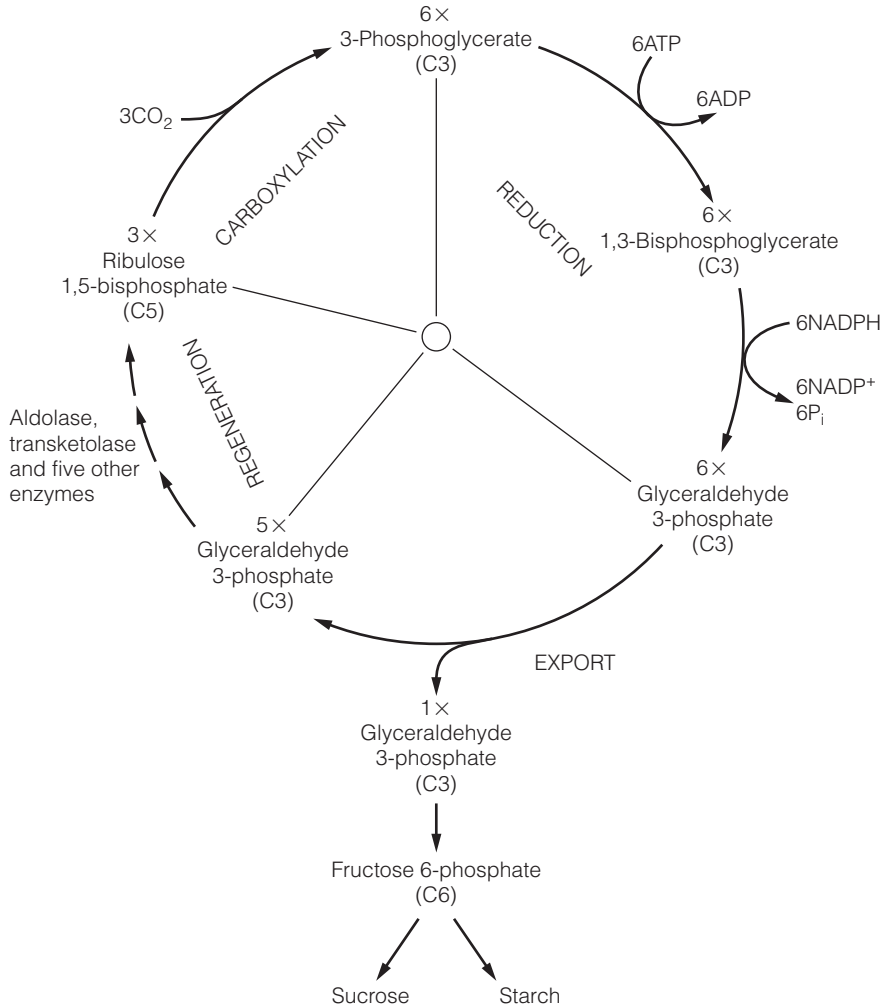 6×
3-Phosphoglycerate
(C3)
6ATP
6ADP
3CO₂
CARBOXYLATION
REDUCTION
6×
1,3-Bisphosphoglycerate
(C3)
3×
Ribulose
1,5-bisphosphate
(C5)
6NADPH
6NADP⁺
6Pᵢ
REGENERATION
Aldolase,
transketolase
and five other
enzymes
6×
Glyceraldehyde
3-phosphate
(C3)
5×
Glyceraldehyde
3-phosphate
(C3)
EXPORT
1×
Glyceraldehyde
3-phosphate
(C3)
Fructose 6-phosphate
(C6)
Sucrose
Starch